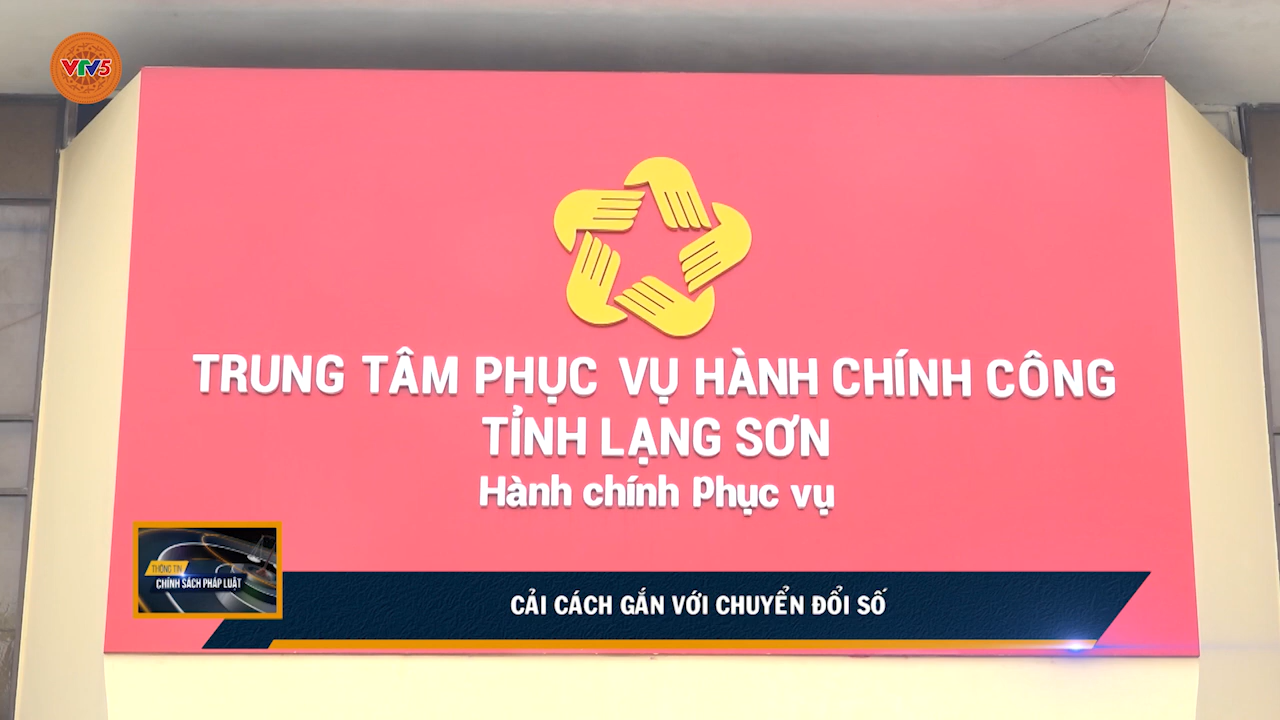 VTV5
TRUNG TÂM PHỤC VỤ HÀNH CHÍNH CÔNG
TỈNH LẠNG SƠN
Hành chính Phục vụ
THÔNG TIN
CHÍNH SÁCH PHÁP LUẬT
CẢI CÁCH GẮN VỚI CHUYỂN ĐỔI SỐ